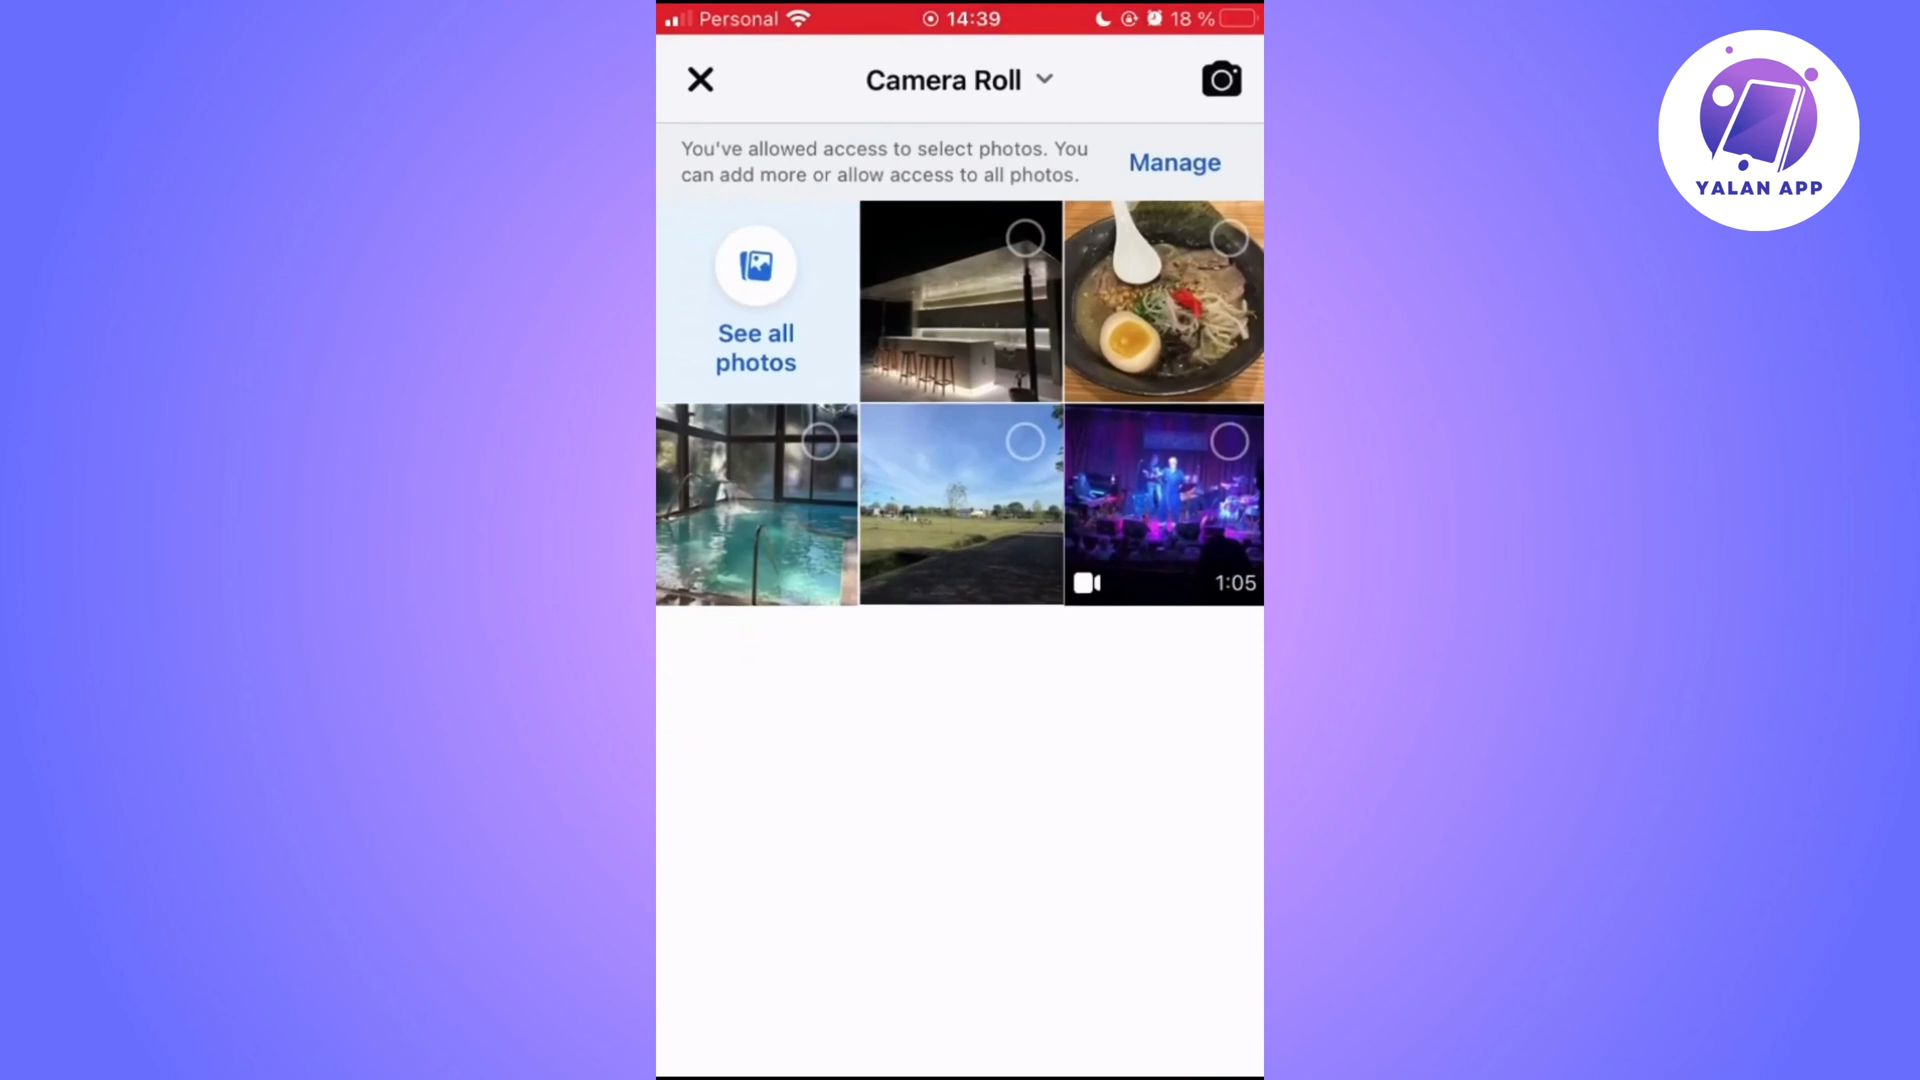 Personal 14:39 18 %
Camera Roll
You've allowed access to select photos. You
can add more or allow access to all photos.
Manage
See all
photos
1:05
YALAN APP